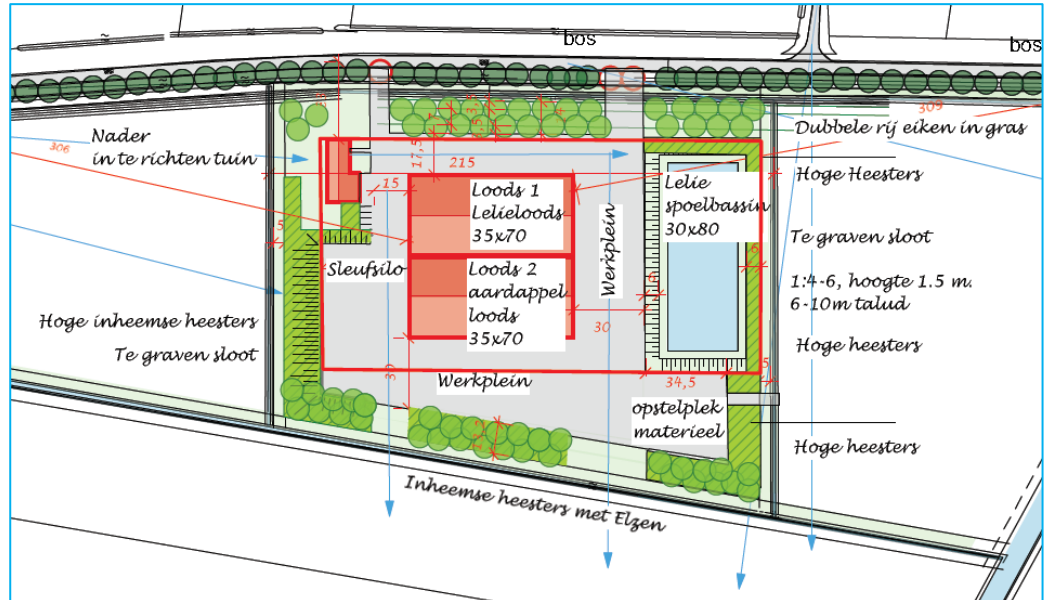 bos
bos
309
Nader
in te richten tuin
306
Dubbele rij eiken in gras
17,5
215
15
Loods 1
Lelieloods
35x70
Lelie
spoelbassin
30x80
Hoge Heesters
Werkplein
Te graven sloot
5
Sleufsilo
Loods 2
aardappel
loods
35x70
6
6
1:4-6, hoogte 1.5 m.
6-10m talud
Hoge inheemse heesters
Te graven sloot
30
Hoge heesters
30
Werkplein
34,5
5
opstelplek
materieel
Hoge heesters
Inheemse heesters met Elzen